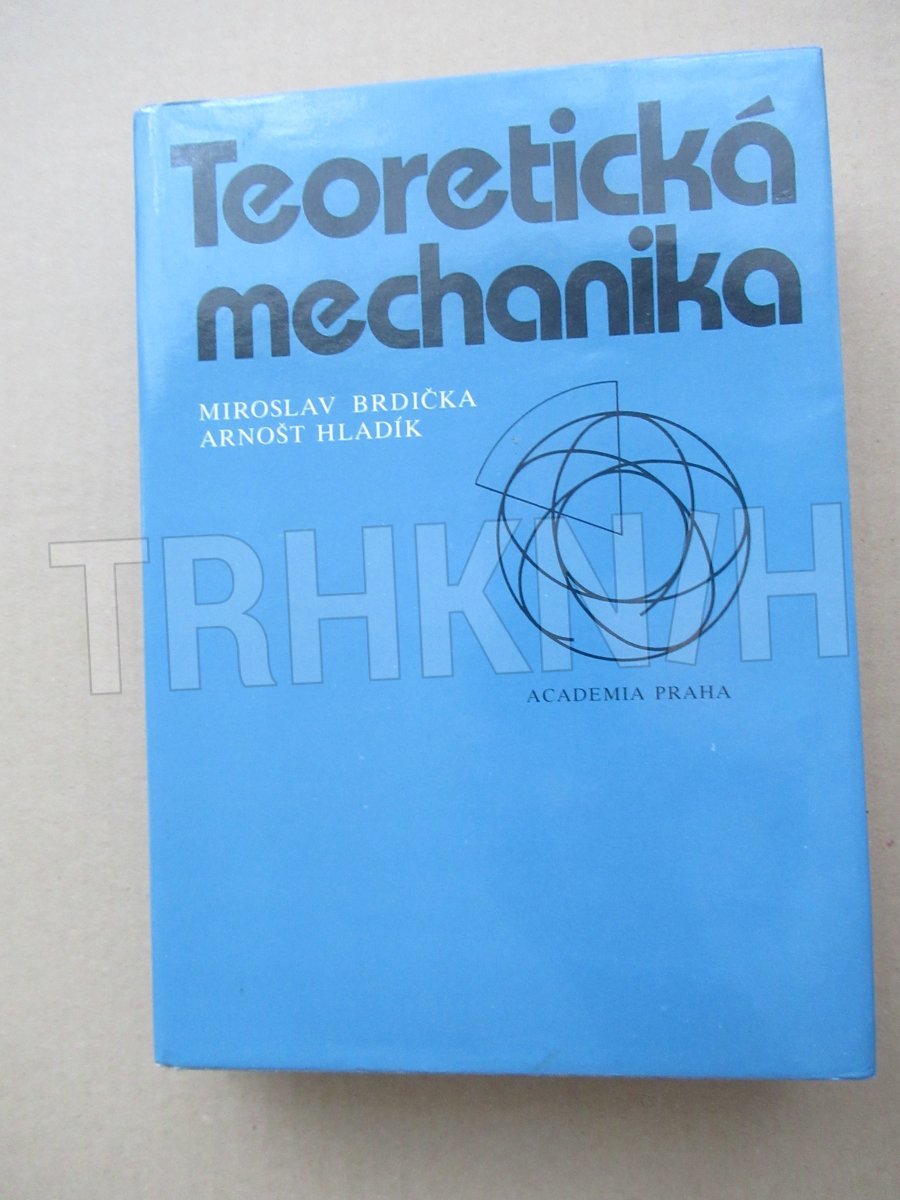 Teoretická
mechanika
MIROSLAV BRDIČKA
ARNOŠT HLADÍK
TRHKNIH
ACADEMIA PRAHA